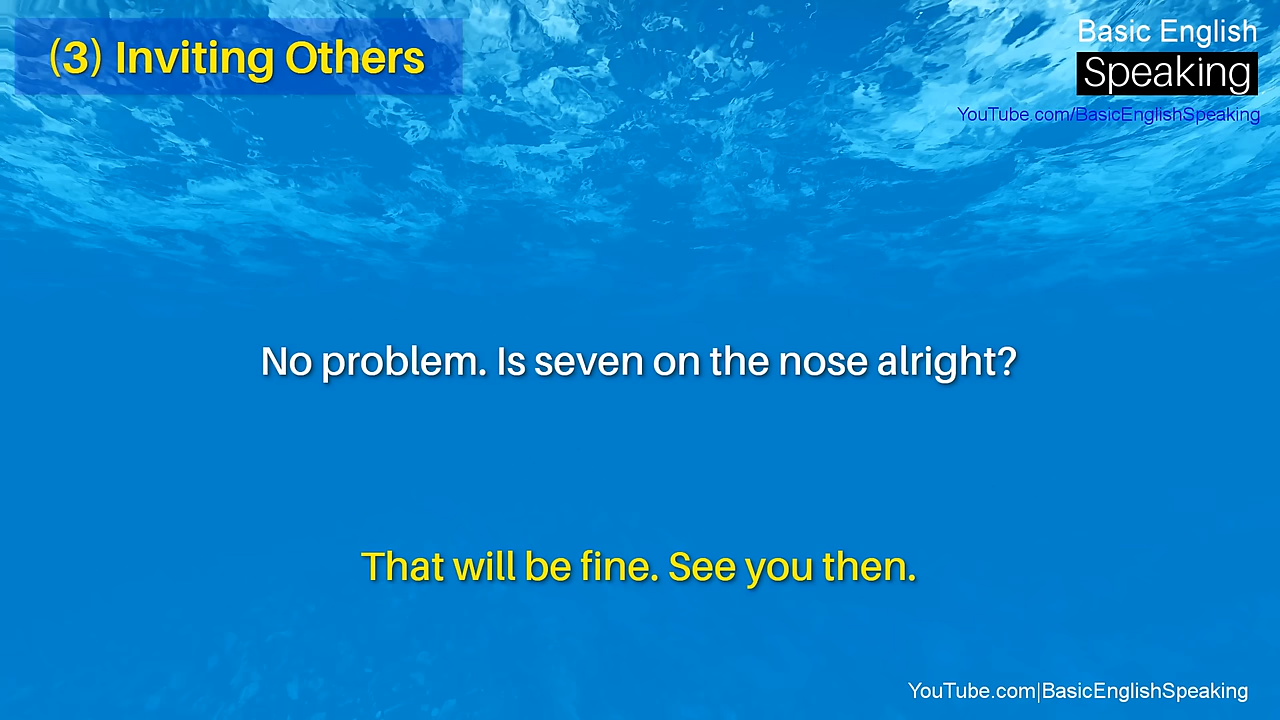 (3) Inviting Others
Basic English
Speaking
YouTube.com/BasicEnglishSpeaking
No problem. Is seven on the nose alright?
That will be fine. See you then.
YouTube.com|BasicEnglishSpeaking